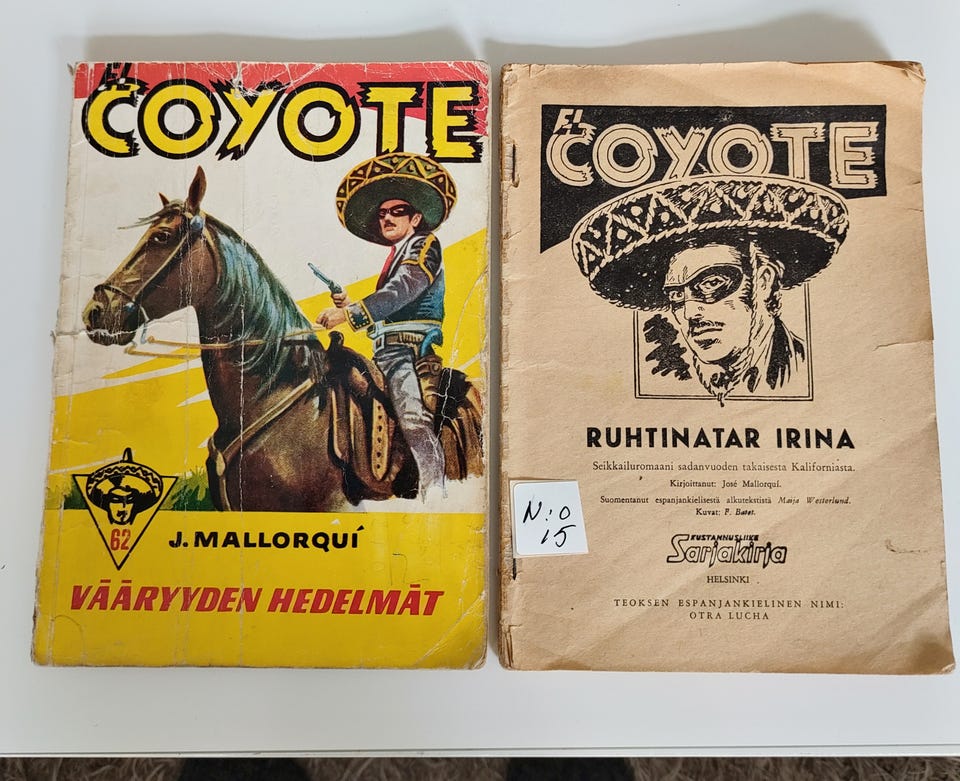 EL
COYOTE
62
J. MALLORQUÍ
VÄÄRYYDEN HEDELMÄT
EL
COYOTE
RUHTINATAR IRINA
Seikkailuromaani sadanvuoden takaisesta Kaliforniasta.
Kirjoittanut: José Mallorquí.
Suomentanut espanjankielisestä alkutekstistä Maija Westerlund.
Kuvat: F. Batet.
N:o
15
KUSTANNUSLIIKE
Sarjakirja
HELSINKI
TEOKSEN ESPANJANKIELINEN NIMI:
OTRA LUCHA